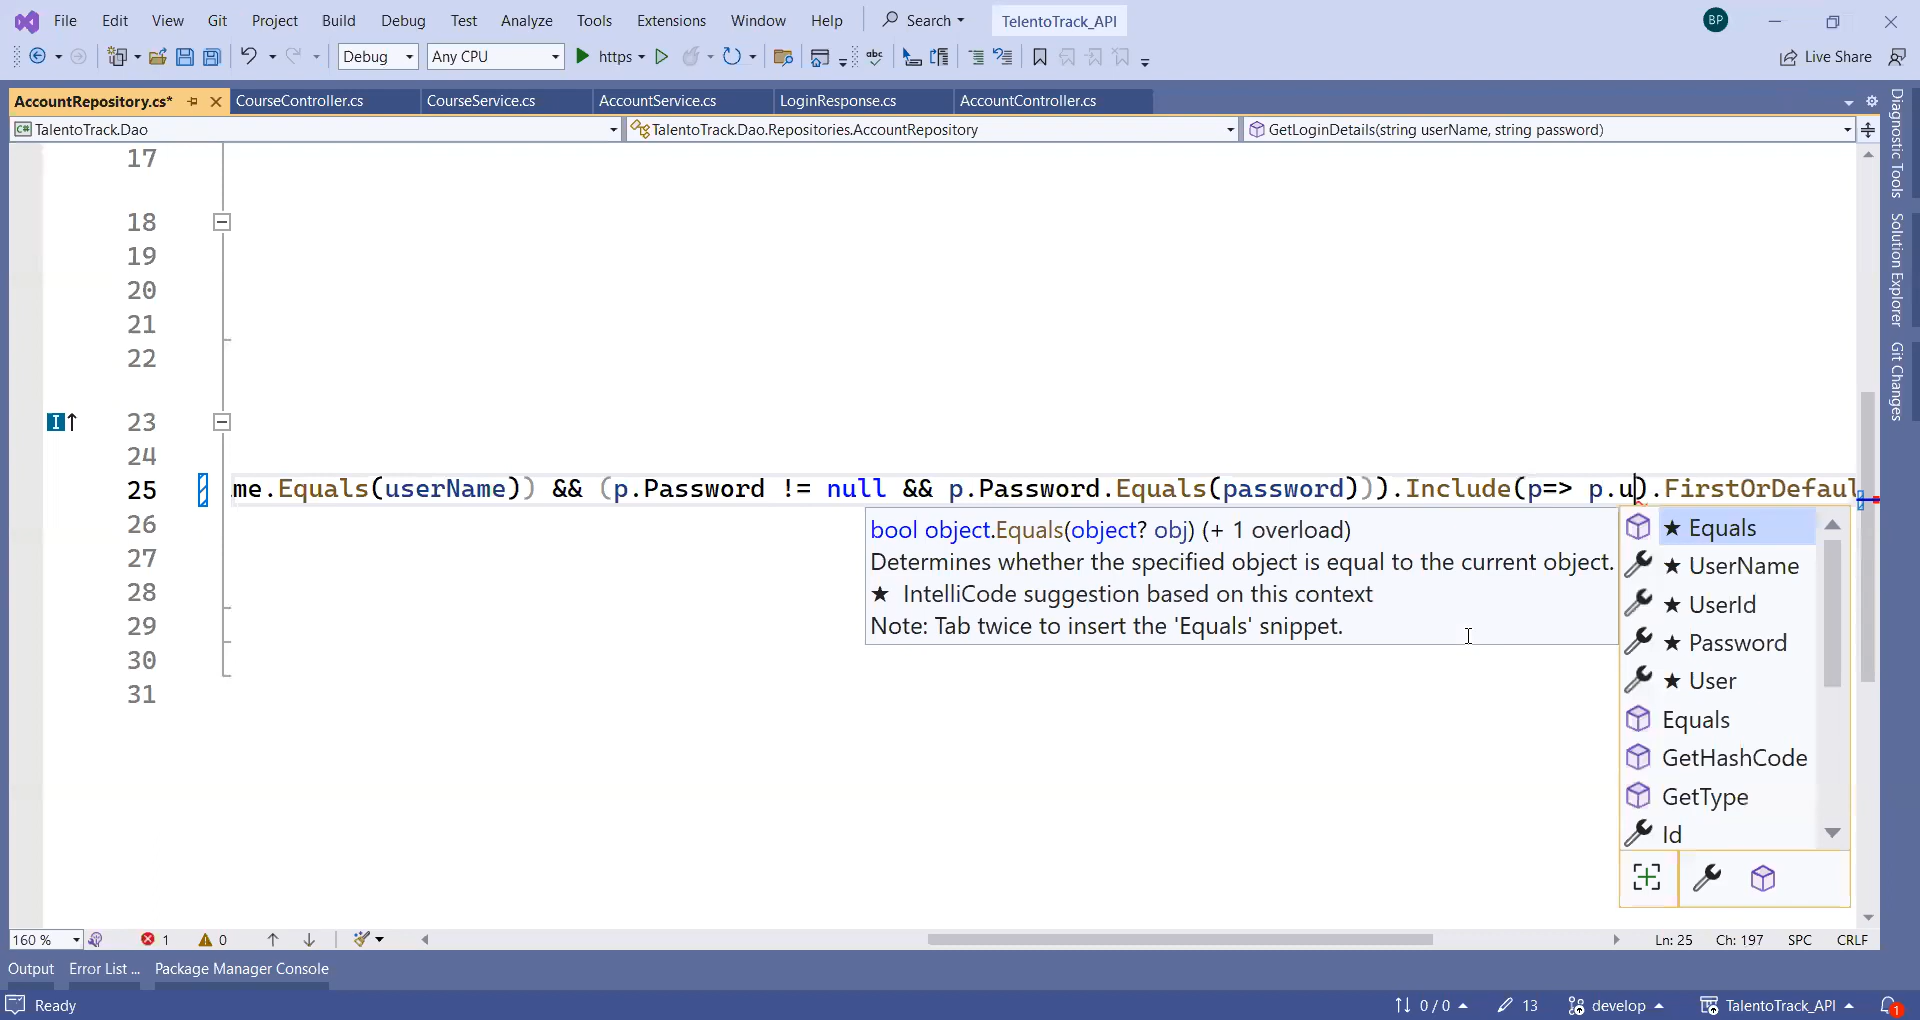 File Edit View Git Project Build Debug Test Analyze Tools Extensions Window Help Search TelentoTrack_API BP
Debug Any CPU https Live Share
AccountRepository.cs* CourseController.cs CourseService.cs AccountService.cs LoginResponse.cs AccountController.cs
C# TalentoTrack.Dao TalentoTrack.Dao.Repositories.AccountRepository GetLoginDetails(string userName, string password)
Diagnostic Tools
Solution Explorer
Git Changes
17
18
19
20
21
22
23
24
25 me.Equals(userName)) && (p.Password != null && p.Password.Equals(password))).Include(p=> p.u).FirstOrDefaul
26
27
28
29
30
31
bool object.Equals(object? obj) (+ 1 overload)
Determines whether the specified object is equal to the current object.
★ IntelliCode suggestion based on this context
Note: Tab twice to insert the 'Equals' snippet.
★ Equals
★ UserName
★ UserId
★ Password
★ User
Equals
GetHashCode
GetType
Id
160 % 1 0 Ln: 25 Ch: 197 SPC CRLF
Output Error List ... Package Manager Console
Ready 0 / 0 13 develop TalentoTrack_API 1